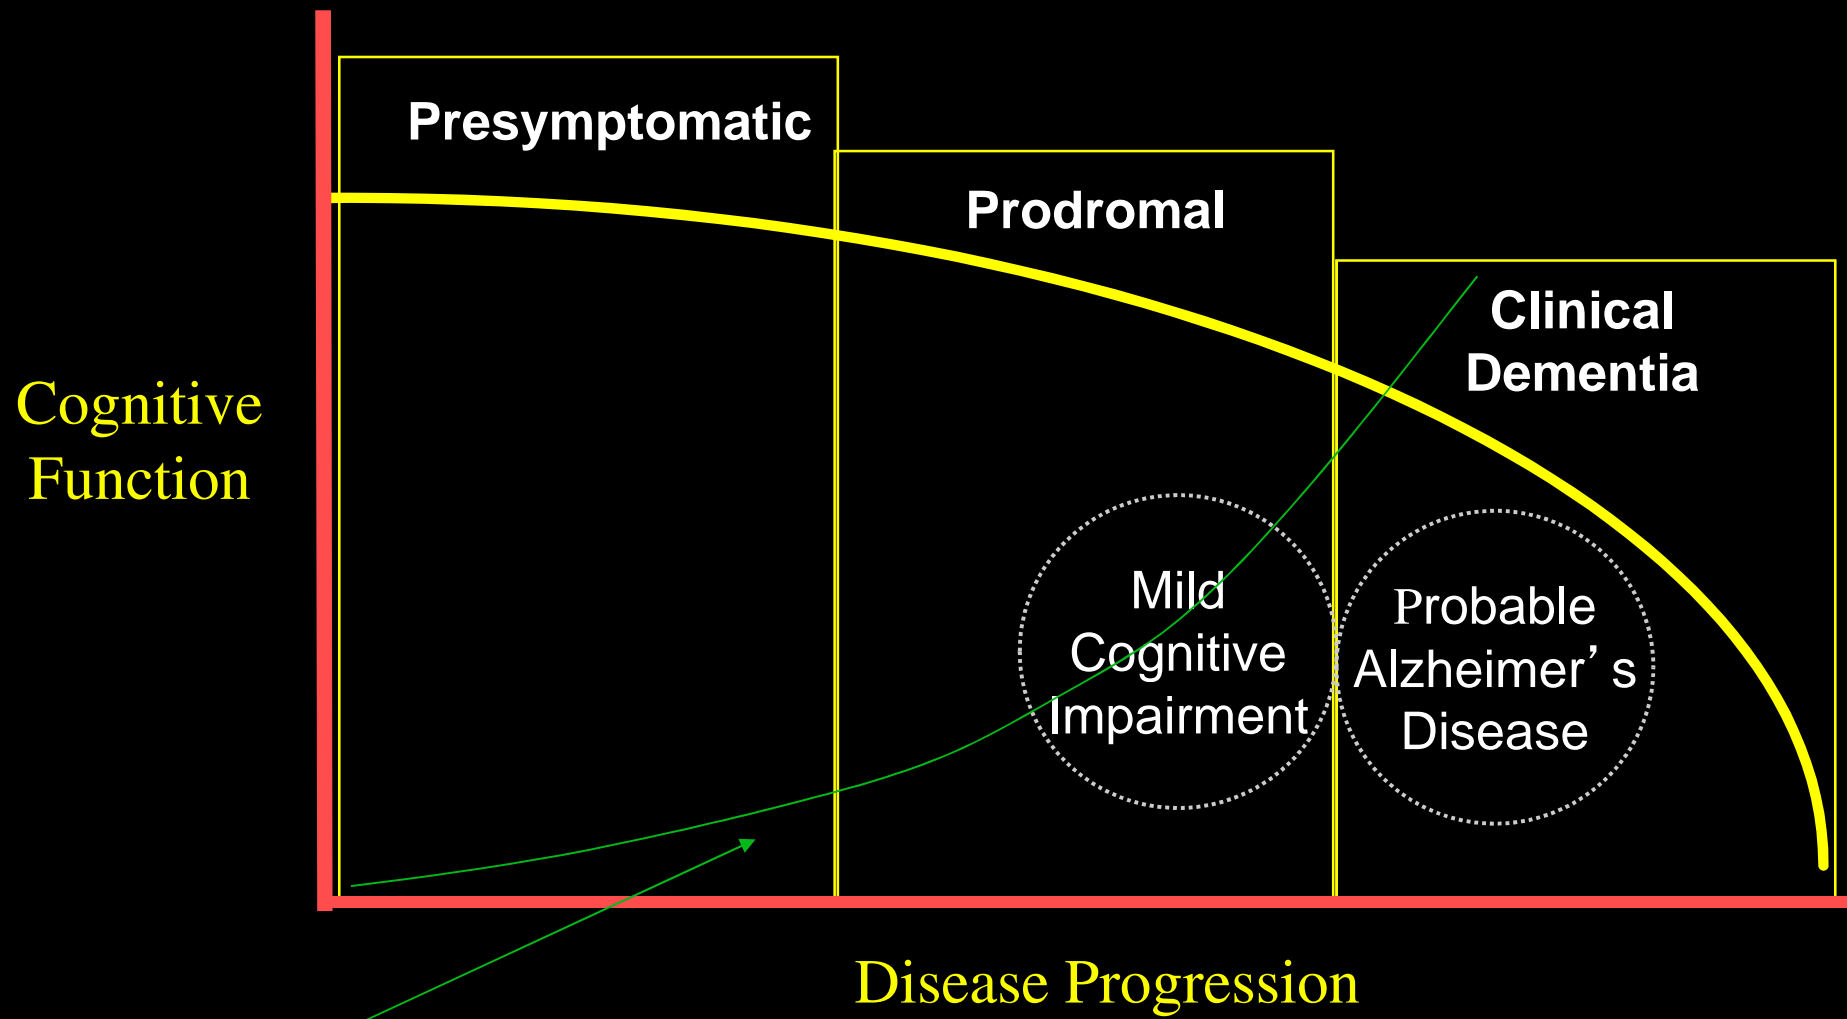 Presymptomatic
Prodromal
Clinical
Dementia
Cognitive
Function
Mild
Cognitive
Impairment
Probable
Alzheimer’s
Disease
Disease Progression